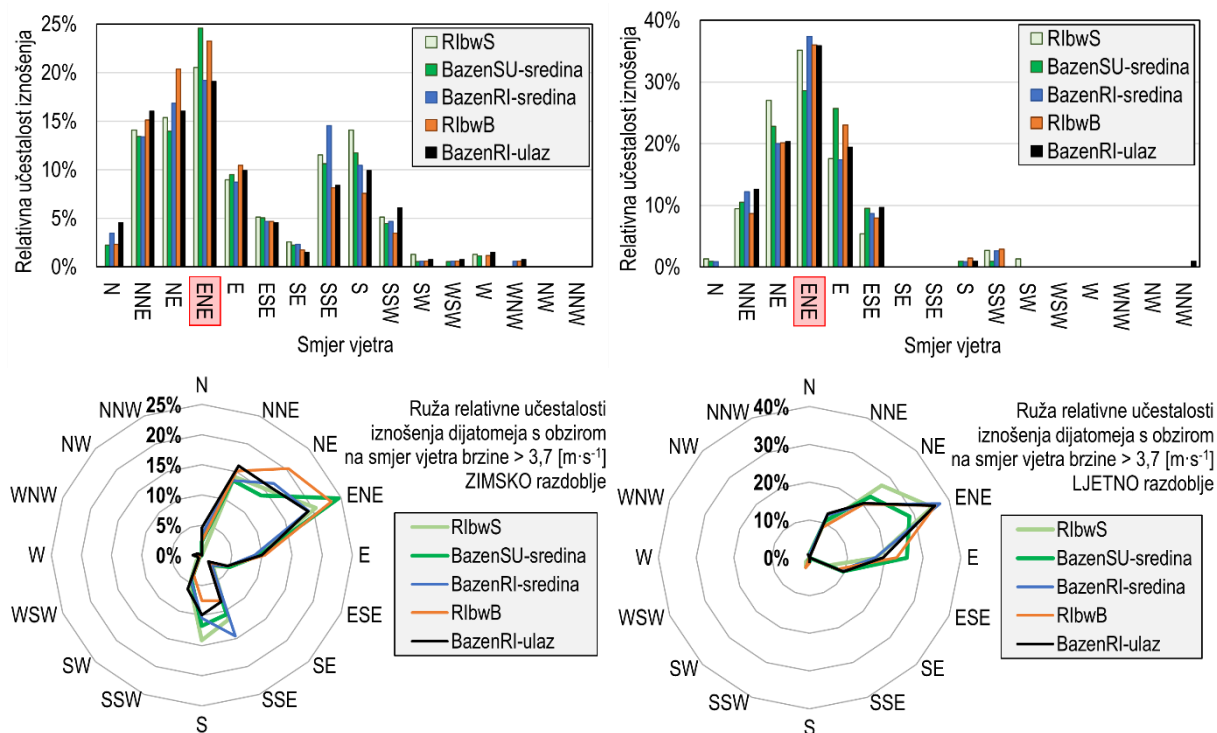 25%
20%
15%
10%
5%
0%
Relativna učestalost iznošenja
RIbwS
BazenSU-sredina
BazenRI-sredina
RIbwB
BazenRI-ulaz
N
NNE
NE
ENE
E
ESE
SE
SSE
S
SSW
SW
WSW
W
WNW
NW
NNW
Smjer vjetra
40%
30%
20%
10%
0%
Relativna učestalost iznošenja
RIbwS
BazenSU-sredina
BazenRI-sredina
RIbwB
BazenRI-ulaz
N
NNE
NE
ENE
E
ESE
SE
SSE
S
SSW
SW
WSW
W
WNW
NW
NNW
Smjer vjetra
N
NNE
NE
ENE
E
ESE
SE
SSE
S
SSW
SW
WSW
W
WNW
NW
NNW
25%
20%
15%
10%
5%
0%
Ruža relativne učestalosti
iznošenja dijatomeja s obzirom
na smjer vjetra brzine > 3,7 [m·s⁻¹]
ZIMSKO razdoblje
RIbwS
BazenSU-sredina
BazenRI-sredina
RIbwB
BazenRI-ulaz
N
NNE
NE
ENE
E
ESE
SE
SSE
S
SSW
SW
WSW
W
WNW
NW
NNW
40%
30%
20%
10%
0%
Ruža relativne učestalosti
iznošenja dijatomeja s obzirom
na smjer vjetra brzine > 3,7 [m·s⁻¹]
LJETNO razdoblje
RIbwS
BazenSU-sredina
BazenRI-sredina
RIbwB
BazenRI-ulaz